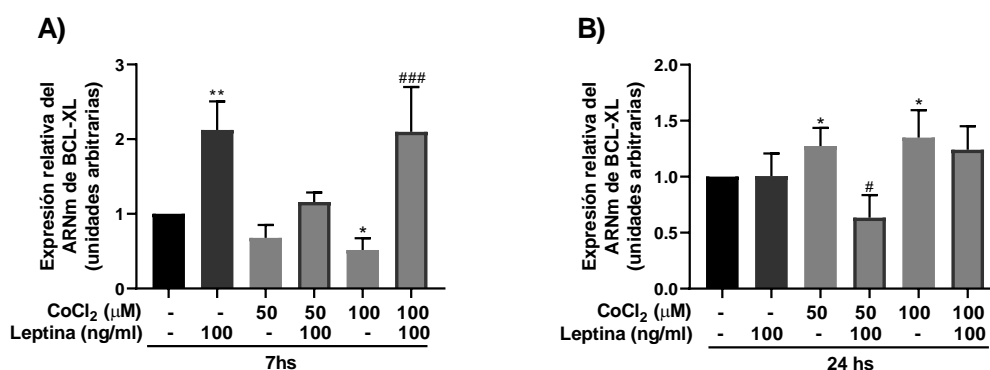 A)
Expresión relativa del
ARNm de BCL-XL
(unidades arbitrarias)
3
2
1
0
**
*
###
CoCl2 (μM) - - 50 50 100 100
Leptina (ng/ml) - 100 - 100 - 100
7hs
B)
Expresión relativa del
ARNm de BCL-XL
(unidades arbitrarias)
2.0
1.5
1.0
0.5
0.0
*
#
*
CoCl2 (μM) - - 50 50 100 100
Leptina (ng/ml) - 100 - 100 - 100
24 hs